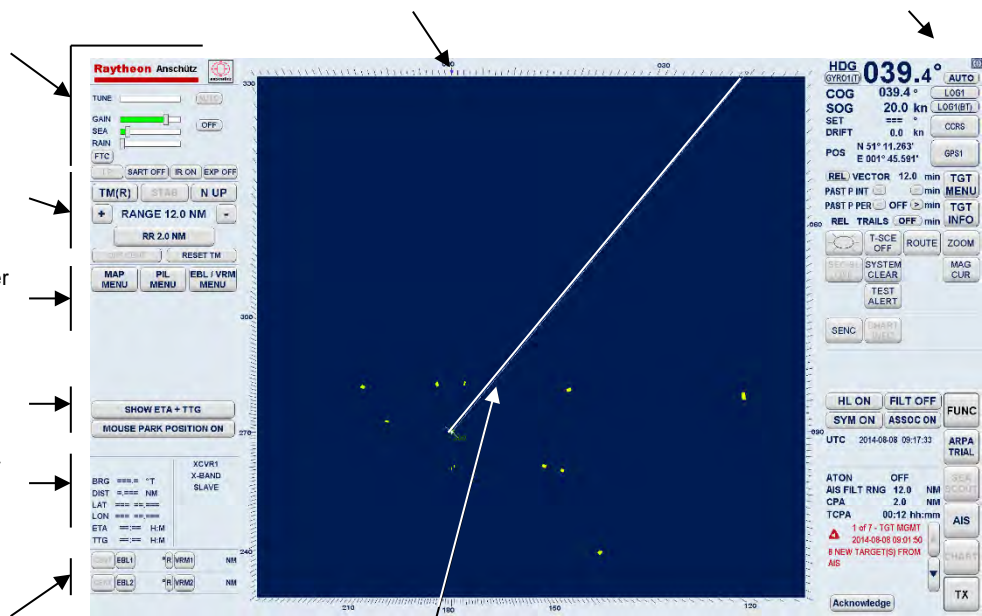 er
Raytheon Anschütz
TUNE AUTO
GAIN
SEA OFF
RAIN
FTC
SART OFF IR ON EXP OFF
TM(R) STAB N UP
+ RANGE 12.0 NM -
RR 2.0 NM
RESET TM
MAP MENU PIL MENU EBL / VRM MENU
SHOW ETA + TTG
MOUSE PARK POSITION ON
XCVR1
X-BAND
SLAVE
BRG ===.= °T
DIST =.=== NM
LAT === ==.===
LON === ==.===
ETA ==:== H:M
TTG ==:== H:M
CENT EBL1 °R VRM1 NM
CENT EBL2 °R VRM2 NM
330 000 030
060
300
270 090
240
210 180 150 120
HDG 039.4°
GYRO1(T) AUTO
COG 039.4 ° LOG1
SOG 20.0 kn LOG1(BT)
SET === °
DRIFT 0.0 kn CCRS
POS N 51° 11.263'
E 001° 45.591' GPS1
REL VECTOR 12.0 min TGT MENU
PAST P INT min
PAST P PER OFF > min TGT INFO
REL TRAILS OFF min
T-SCE OFF ROUTE ZOOM
SYSTEM CLEAR MAG CUR
TEST ALERT
SENC
HL ON FILT OFF FUNC
SYM ON ASSOC ON
UTC 2014-08-08 09:17:33 ARPA TRIAL
ATON OFF SEA SCOUT
AIS FILT RNG 12.0 NM
CPA 2.0 NM
TCPA 00:12 hh:mm AIS
1 of 7 - TGT MGMT
2014-08-08 09:01:50
8 NEW TARGET(S) FROM
AIS
CHART
TX
Acknowledge